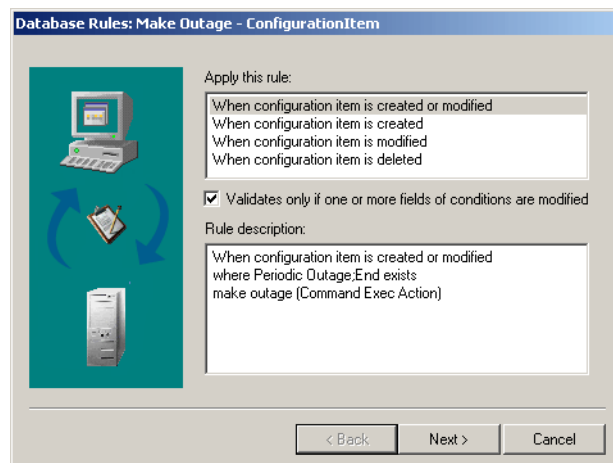 Database Rules: Make Outage - ConfigurationItem
Apply this rule:
When configuration item is created or modified
When configuration item is created
When configuration item is modified
When configuration item is deleted
Validates only if one or more fields of conditions are modified
Rule description:
When configuration item is created or modified
where Periodic Outage;End exists
make outage (Command Exec Action)
< Back
Next >
Cancel